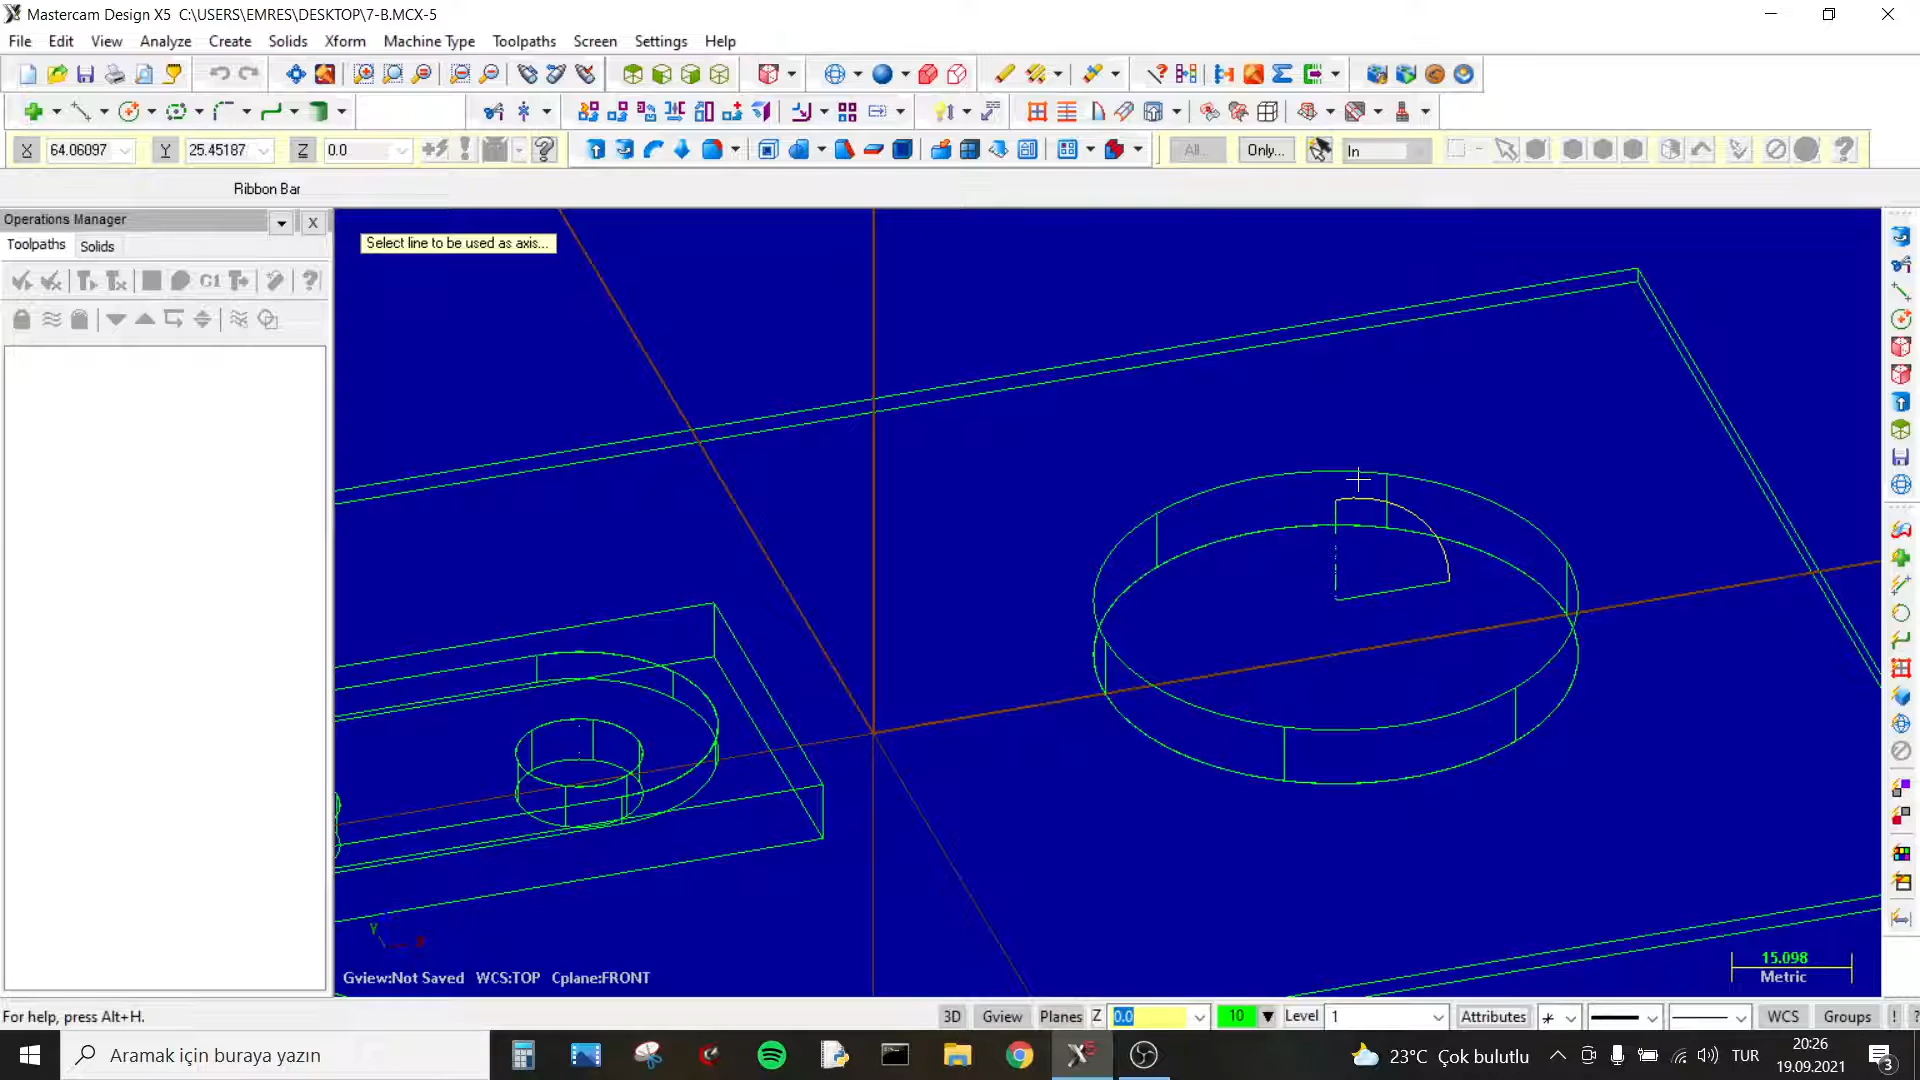 Mastercam Design X5 C:\USERS\EMRES\DESKTOP\7-B.MCX-5
File Edit View Analyze Create Solids Xform Machine Type Toolpaths Screen Settings Help
X 64.06097 Y 25.45187 Z 0.0 All... Only... In
Ribbon Bar
Operations Manager
Toolpaths Solids
G1
Select line to be used as axis...
Y
X
15.098
Metric
Gview:Not Saved WCS:TOP Cplane:FRONT
For help, press Alt+H.
3D Gview Planes Z 0.0 10 Level 1 Attributes WCS Groups ! ?
Aramak için buraya yazın
23°C Çok bulutlu
TUR
20:26
19.09.2021
3